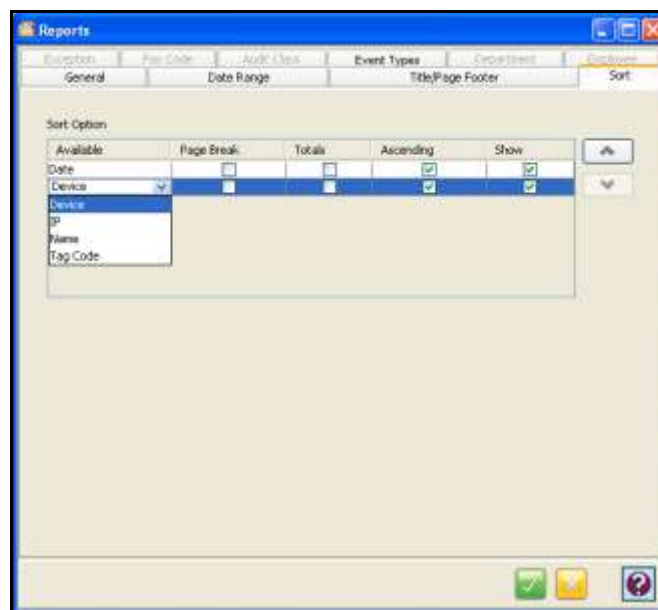 Reports
Exception Pay Code Audit Class Event Types Department Employee
General Date Range Title/Page Footer Sort
Sort Option
Available Page Break Totals Ascending Show
Date
Device
Device
IP
Name
Tag Code
?